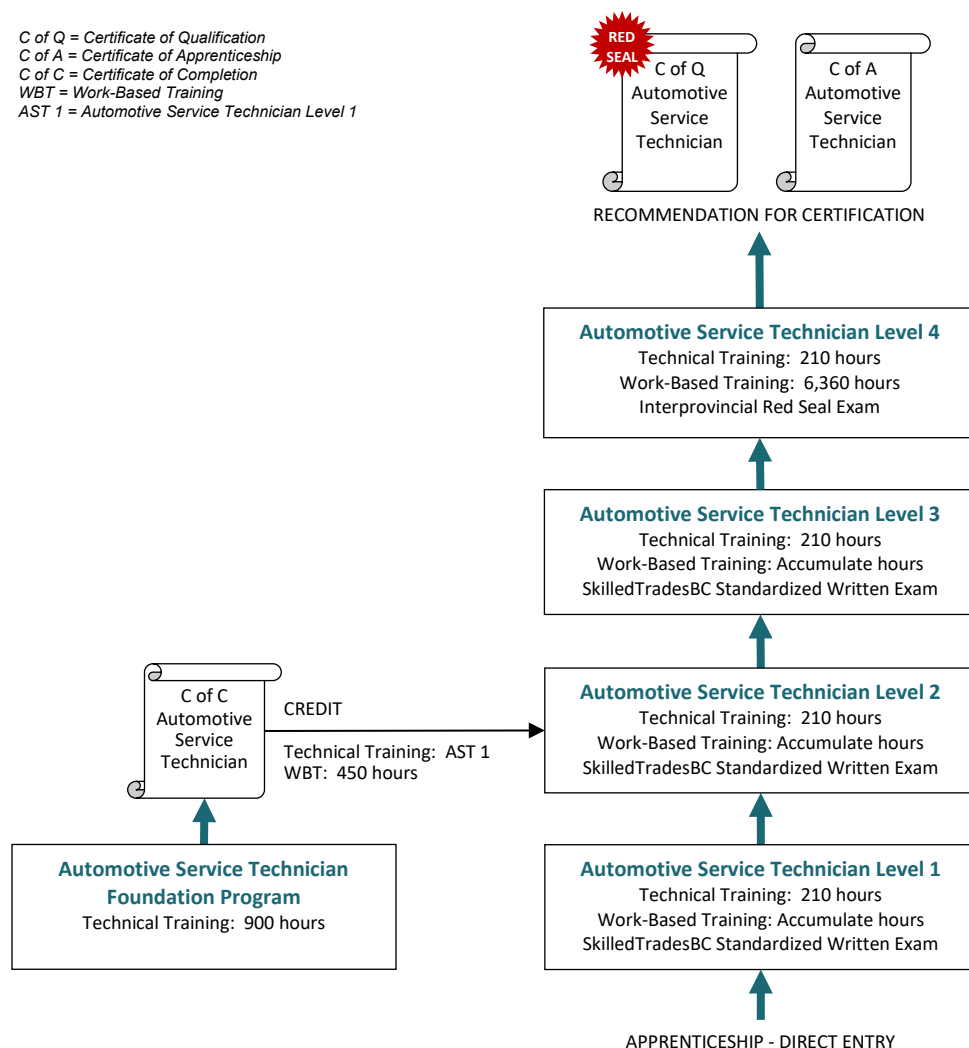 C of Q = Certificate of Qualification
C of A = Certificate of Apprenticeship
C of C = Certificate of Completion
WBT = Work-Based Training
AST 1 = Automotive Service Technician Level 1
RED
SEAL
C of Q
Automotive
Service
Technician
C of A
Automotive
Service
Technician
RECOMMENDATION FOR CERTIFICATION
Automotive Service Technician Level 4
Technical Training: 210 hours
Work-Based Training: 6,360 hours
Interprovincial Red Seal Exam
Automotive Service Technician Level 3
Technical Training: 210 hours
Work-Based Training: Accumulate hours
SkilledTradesBC Standardized Written Exam
C of C
Automotive
Service
Technician
CREDIT
Technical Training: AST 1
WBT: 450 hours
Automotive Service Technician Level 2
Technical Training: 210 hours
Work-Based Training: Accumulate hours
SkilledTradesBC Standardized Written Exam
Automotive Service Technician
Foundation Program
Technical Training: 900 hours
Automotive Service Technician Level 1
Technical Training: 210 hours
Work-Based Training: Accumulate hours
SkilledTradesBC Standardized Written Exam
APPRENTICESHIP - DIRECT ENTRY